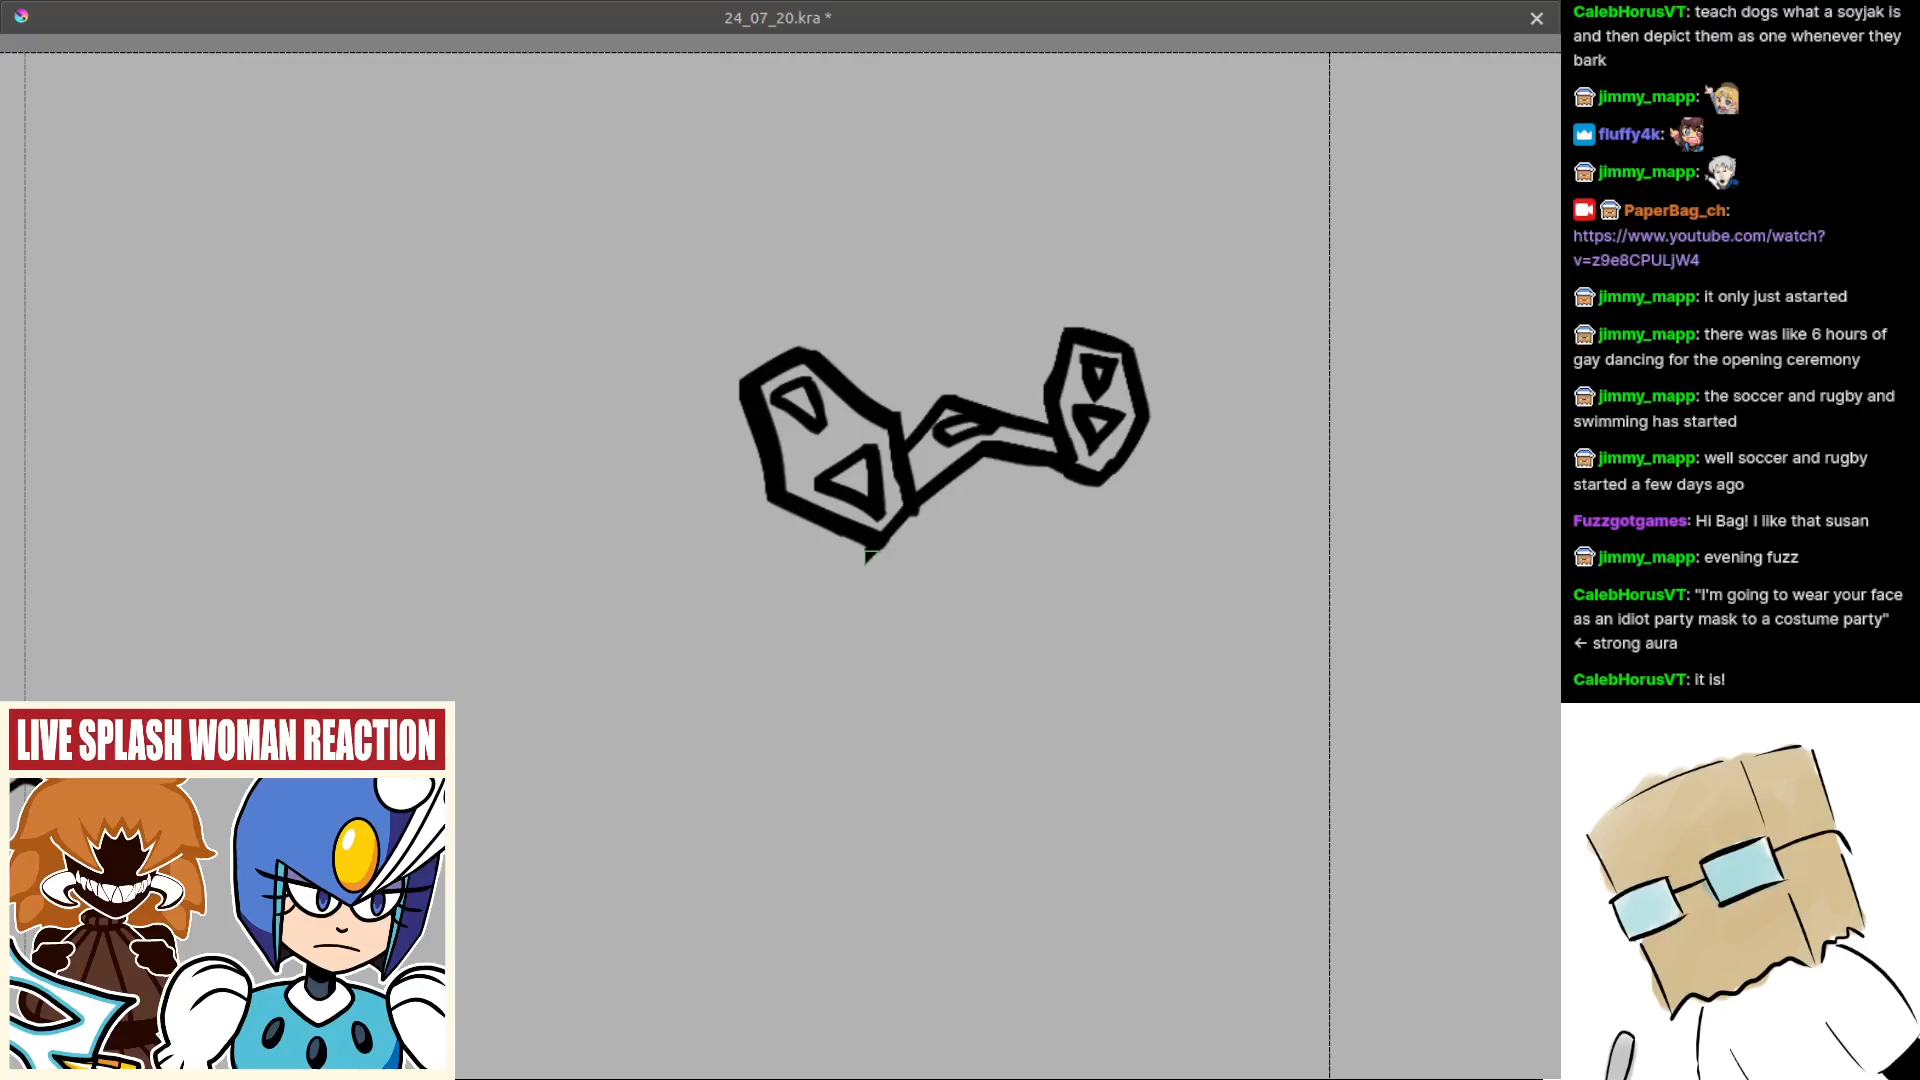 24_07_20.kra *
CalebHorusVT: teach dogs what a soyjak is
and then depict them as one whenever they
bark
jimmy_mapp:
fluffy4k:
jimmy_mapp:
PaperBag_ch:
https://www.youtube.com/watch?
v=z9e8CPULjW4
jimmy_mapp: it only just astarted
jimmy_mapp: there was like 6 hours of
gay dancing for the opening ceremony
jimmy_mapp: the soccer and rugby and
swimming has started
jimmy_mapp: well soccer and rugby
started a few days ago
Fuzzgotgames: Hi Bag! I like that susan
jimmy_mapp: evening fuzz
CalebHorusVT: "I'm going to wear your face
as an idiot party mask to a costume party"
← strong aura
CalebHorusVT: it is!
LIVE SPLASH WOMAN REACTION